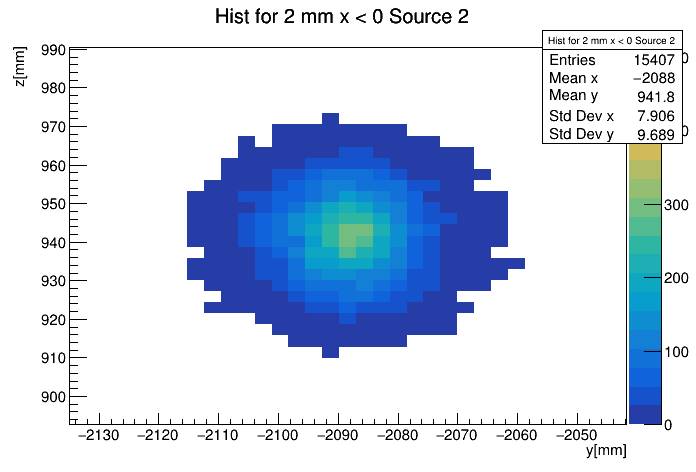 Hist for 2 mm x < 0 Source 2
z[mm]
Hist for 2 mm x < 0 Source 2
Entries 15407
Mean x −2088
Mean y 941.8
Std Dev x 7.906
Std Dev y 9.689
990
980
970
960
950
940
930
920
910
900
300
200
100
0
−2130 −2120 −2110 −2100 −2090 −2080 −2070 −2060 −2050
y[mm]